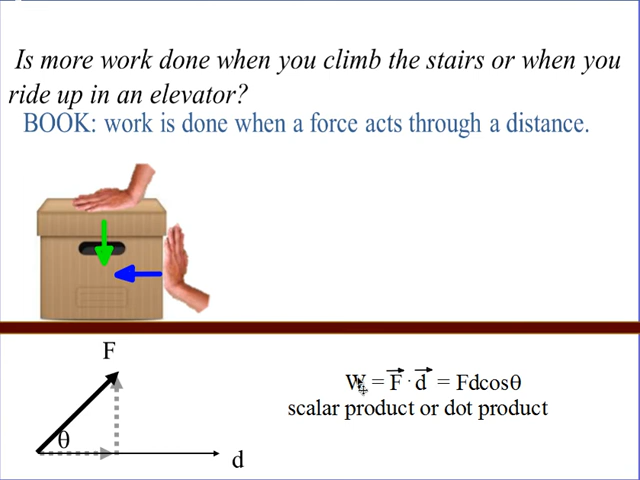 Is more work done when you climb the stairs or when you
ride up in an elevator?
BOOK: work is done when a force acts through a distance.
F
θ
d
W = F · d = Fdcosθ
scalar product or dot product